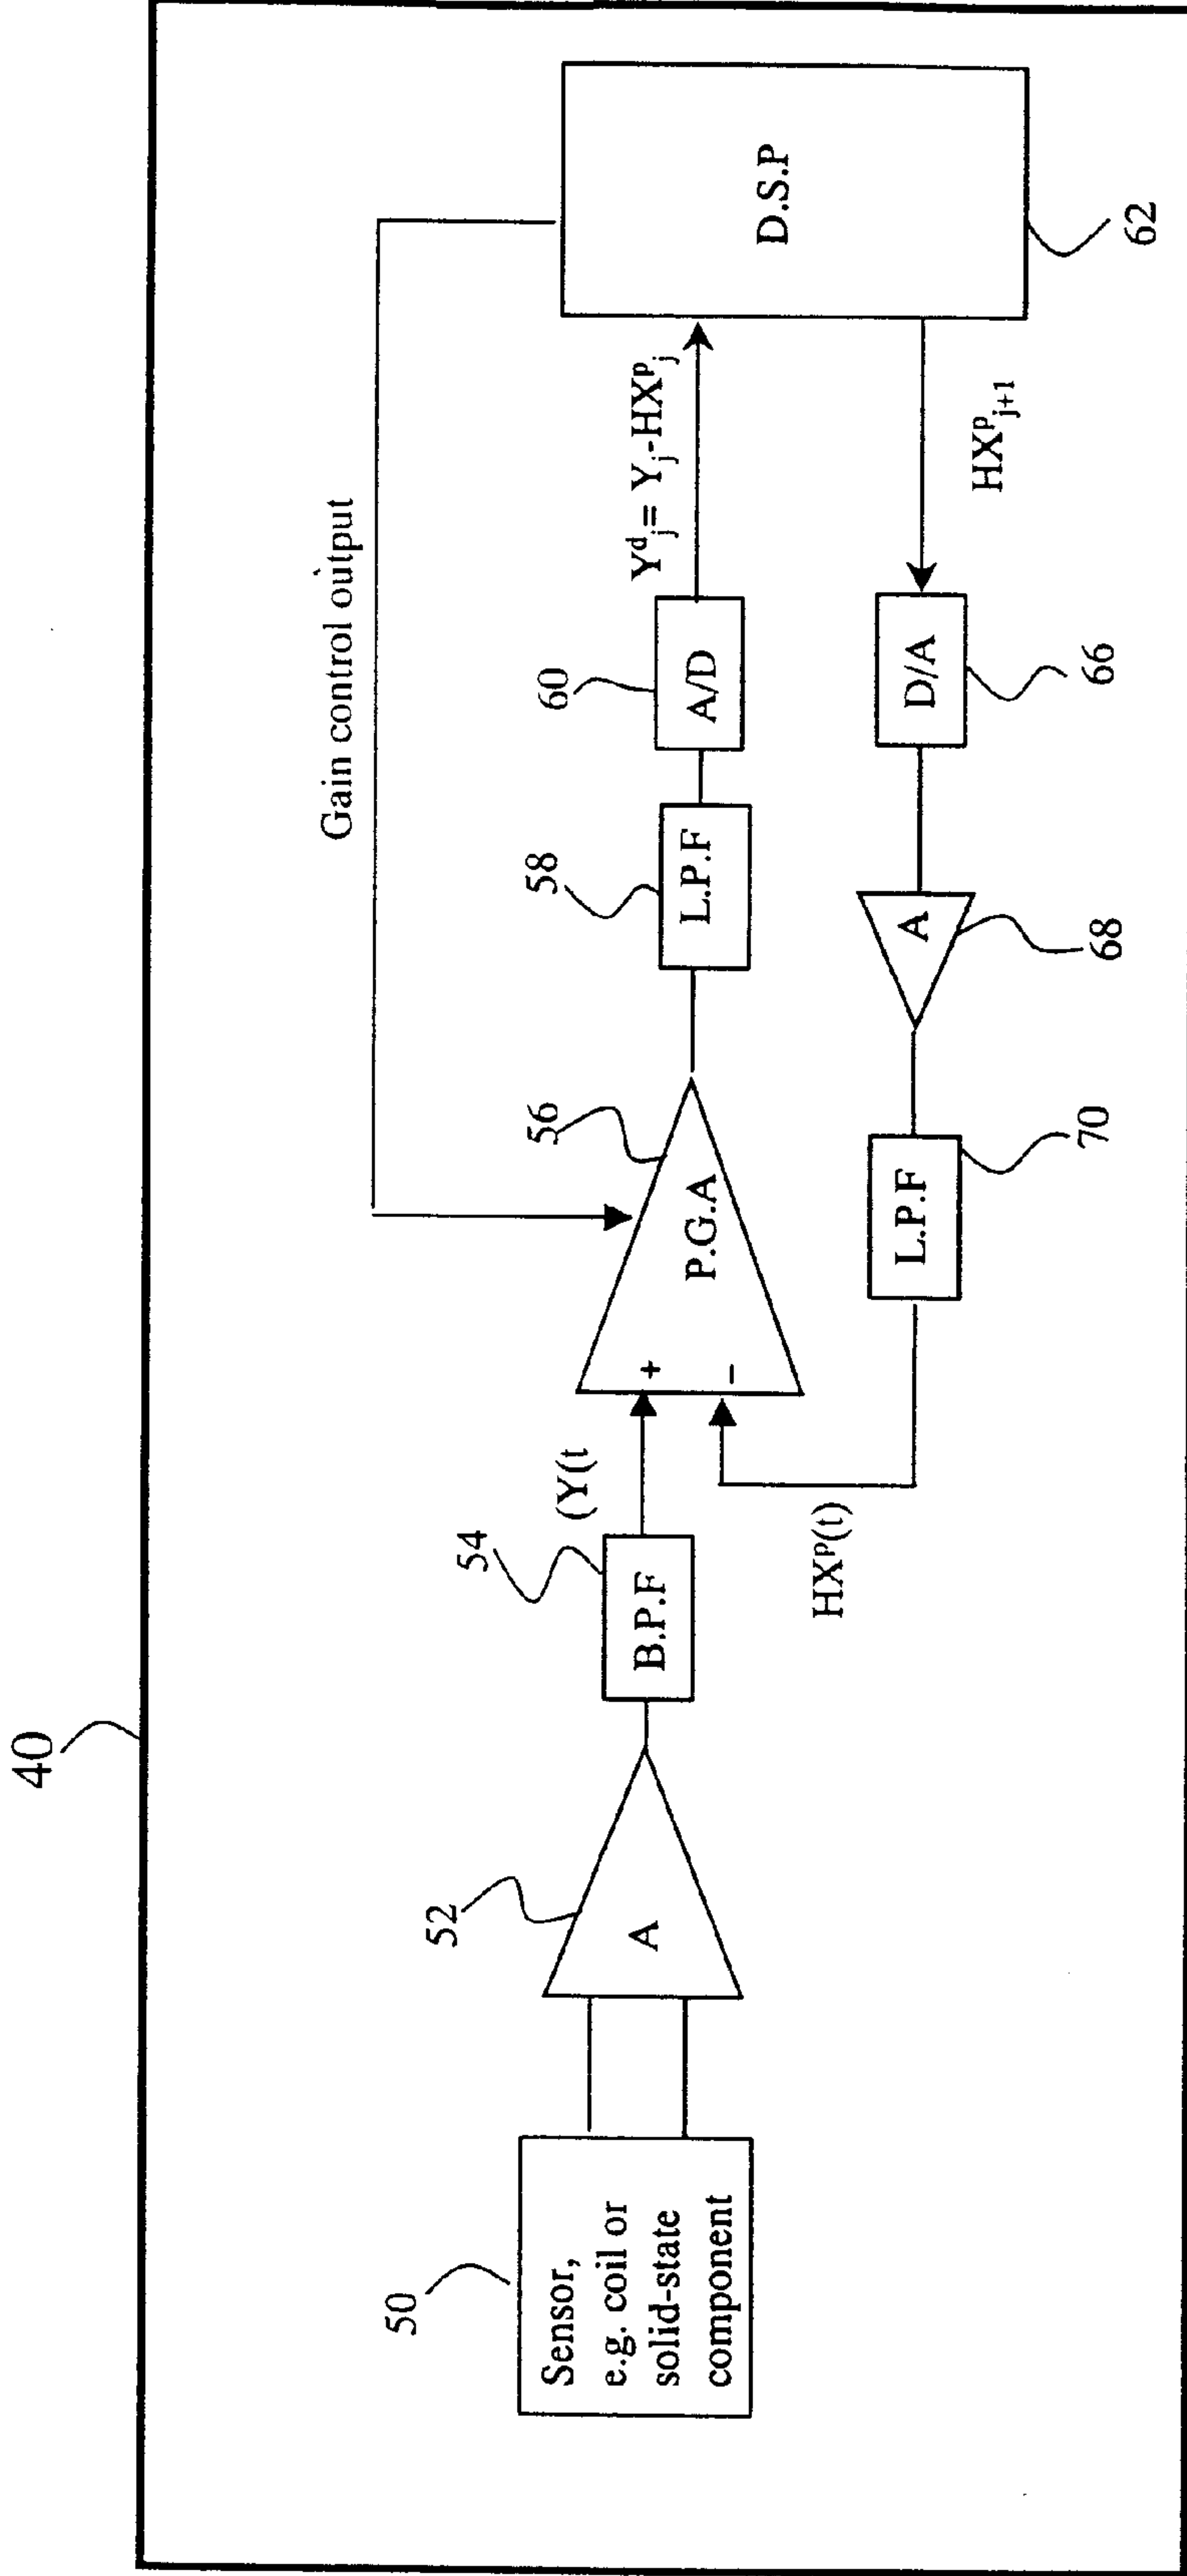 40
Gain control output
50
Sensor,
e.g. coil or
solid-state
component
52
A
54
B.P.F
(Y(t
56
+
−
P.G.A
58
L.P.F
60
A/D
Yᵈⱼ= Yⱼ-HXᵖⱼ
D.S.P
62
HXᵖⱼ₊₁
D/A
66
A
68
L.P.F
70
HXᵖ(t)